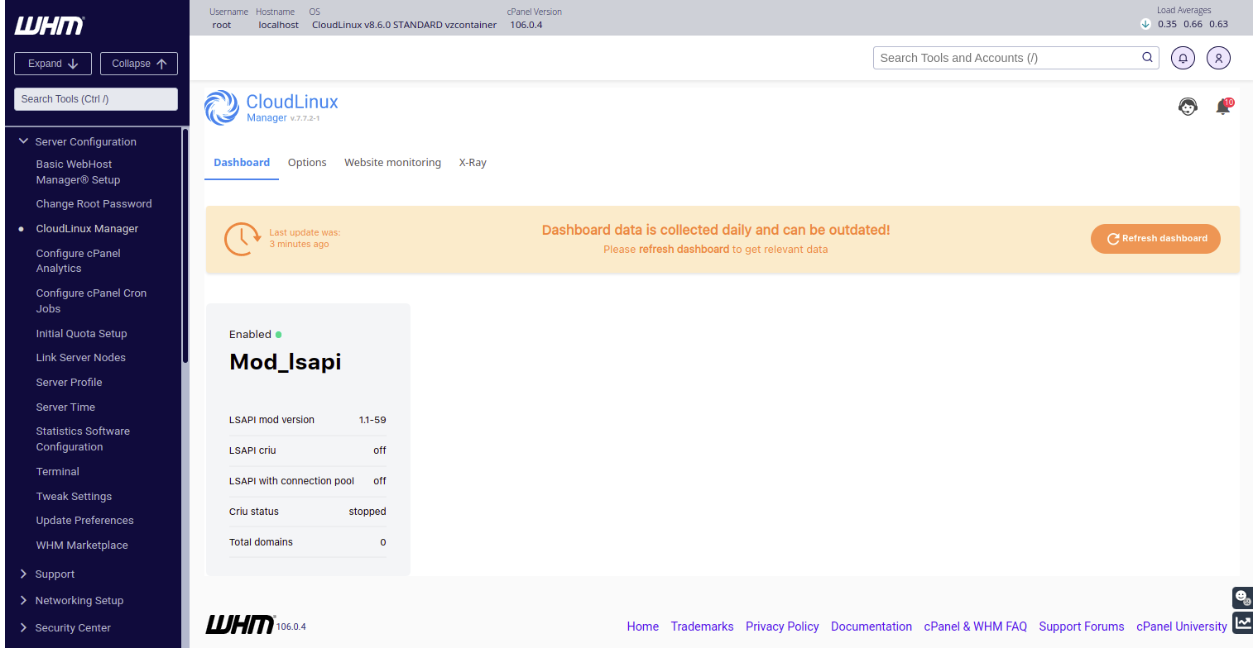 WHM
Expand
Collapse
Search Tools (Ctrl /)
Server Configuration
Basic WebHost
Manager® Setup
Change Root Password
CloudLinux Manager
Configure cPanel
Analytics
Configure cPanel Cron
Jobs
Initial Quota Setup
Link Server Nodes
Server Profile
Server Time
Statistics Software
Configuration
Terminal
Tweak Settings
Update Preferences
WHM Marketplace
Support
Networking Setup
Security Center
Username Hostname OS cPanel Version
root localhost CloudLinux v8.6.0 STANDARD vzcontainer 106.0.4
Load Averages
0.35 0.66 0.63
Search Tools and Accounts (/)
CloudLinux
Manager v.7.7.2-1
10
Dashboard Options Website monitoring X-Ray
Last update was:
3 minutes ago
Dashboard data is collected daily and can be outdated!
Please refresh dashboard to get relevant data
Refresh dashboard
Enabled
Mod_lsapi
LSAPI mod version 1.1-59
LSAPI criu off
LSAPI with connection pool off
Criu status stopped
Total domains 0
WHM 106.0.4
Home Trademarks Privacy Policy Documentation cPanel & WHM FAQ Support Forums cPanel University